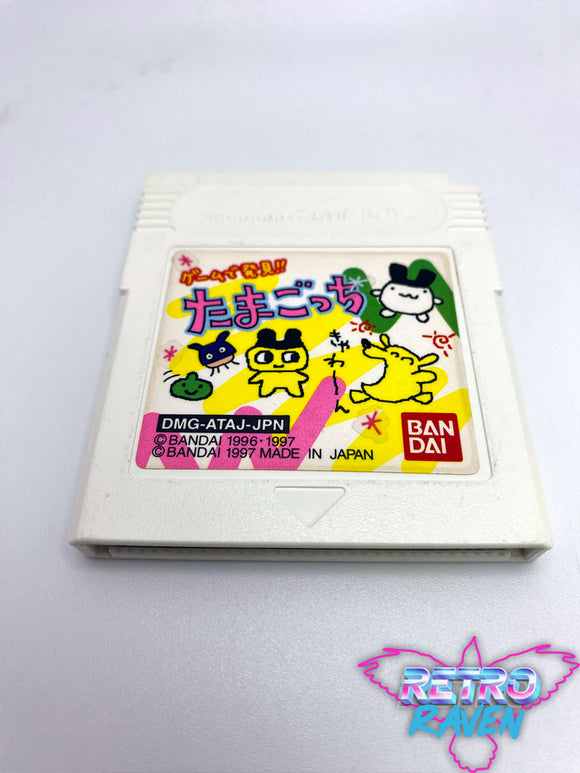 Nintendo GAME BOY
ゲームで発見!!
たまごっち
きゃわーん
DMG-ATAJ-JPN
©BANDAI 1996・1997
©BANDAI 1997 MADE IN JAPAN
BAN
DAI
RETRO
RAVEN